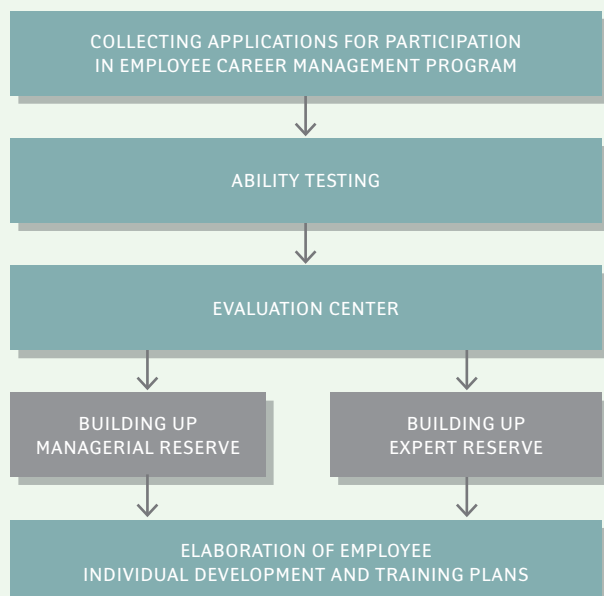 COLLECTING APPLICATIONS FOR PARTICIPATION
IN EMPLOYEE CAREER MANAGEMENT PROGRAM
ABILITY TESTING
EVALUATION CENTER
BUILDING UP
MANAGERIAL RESERVE
BUILDING UP
EXPERT RESERVE
ELABORATION OF EMPLOYEE
INDIVIDUAL DEVELOPMENT AND TRAINING PLANS